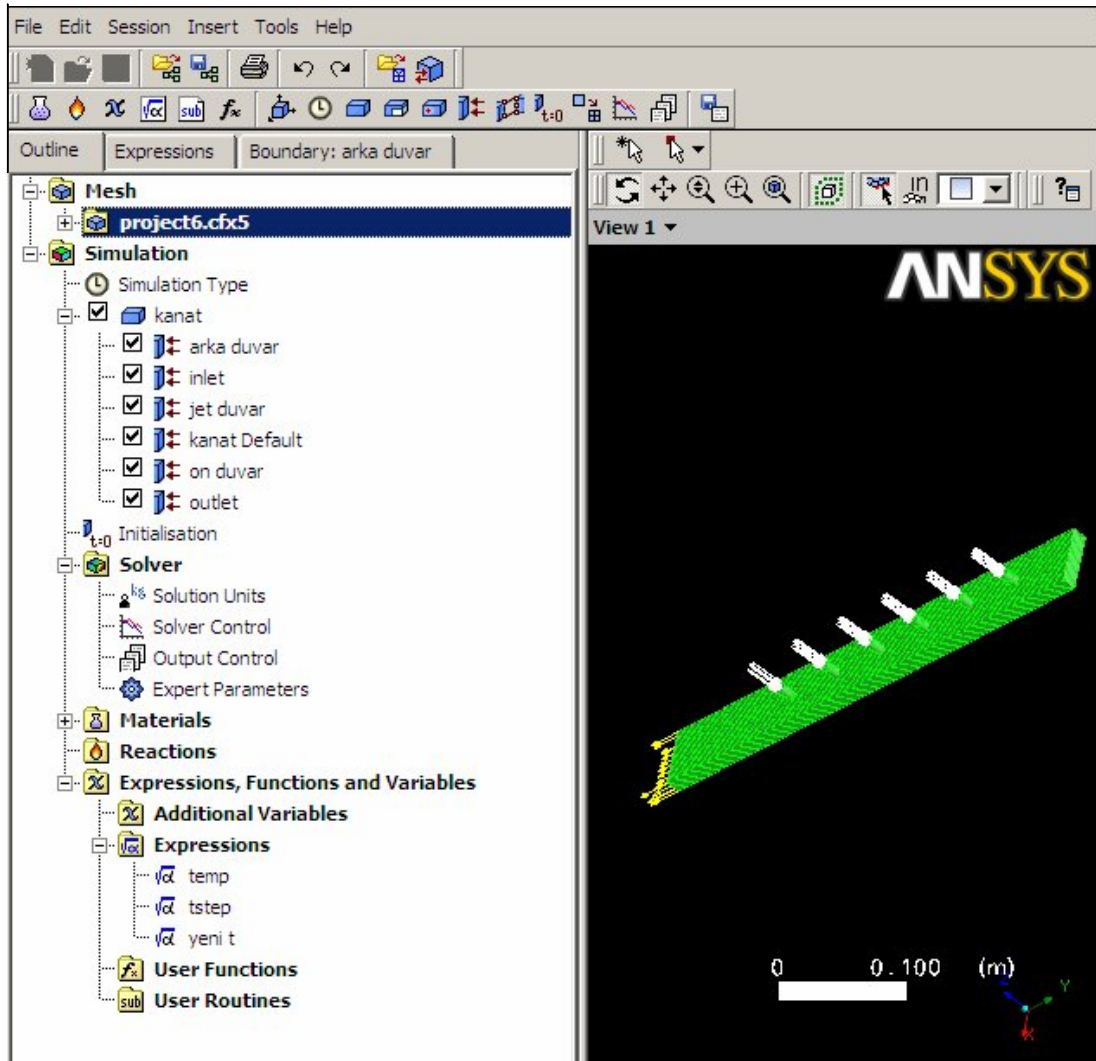 File Edit Session Insert Tools Help
Outline Expressions Boundary: arka duvar
Mesh
project6.cfx5
Simulation
Simulation Type
kanat
arka duvar
inlet
jet duvar
kanat Default
on duvar
outlet
t=0 Initialisation
Solver
Solution Units
Solver Control
Output Control
Expert Parameters
Materials
Reactions
Expressions, Functions and Variables
Additional Variables
Expressions
√α temp
√α tstep
√α yeni t
User Functions
sub User Routines
View 1
ANSYS
0 0.100 (m)
Y
X